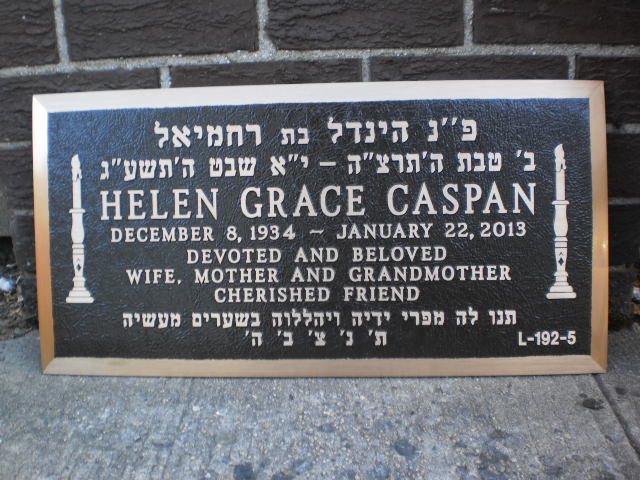 פ"נ הינדל בת רחמיאל
ב' טבת ה'תרצ"ה – י"א שבט ה'תשע"ג
HELEN GRACE CASPAN
DECEMBER 8, 1934 ~ JANUARY 22, 2013
DEVOTED AND BELOVED
WIFE, MOTHER AND GRANDMOTHER
CHERISHED FRIEND
תנו לה מפרי ידיה ויהללוה בשערים מעשיה
ת' נ' צ' ב' ה'
L-192-5